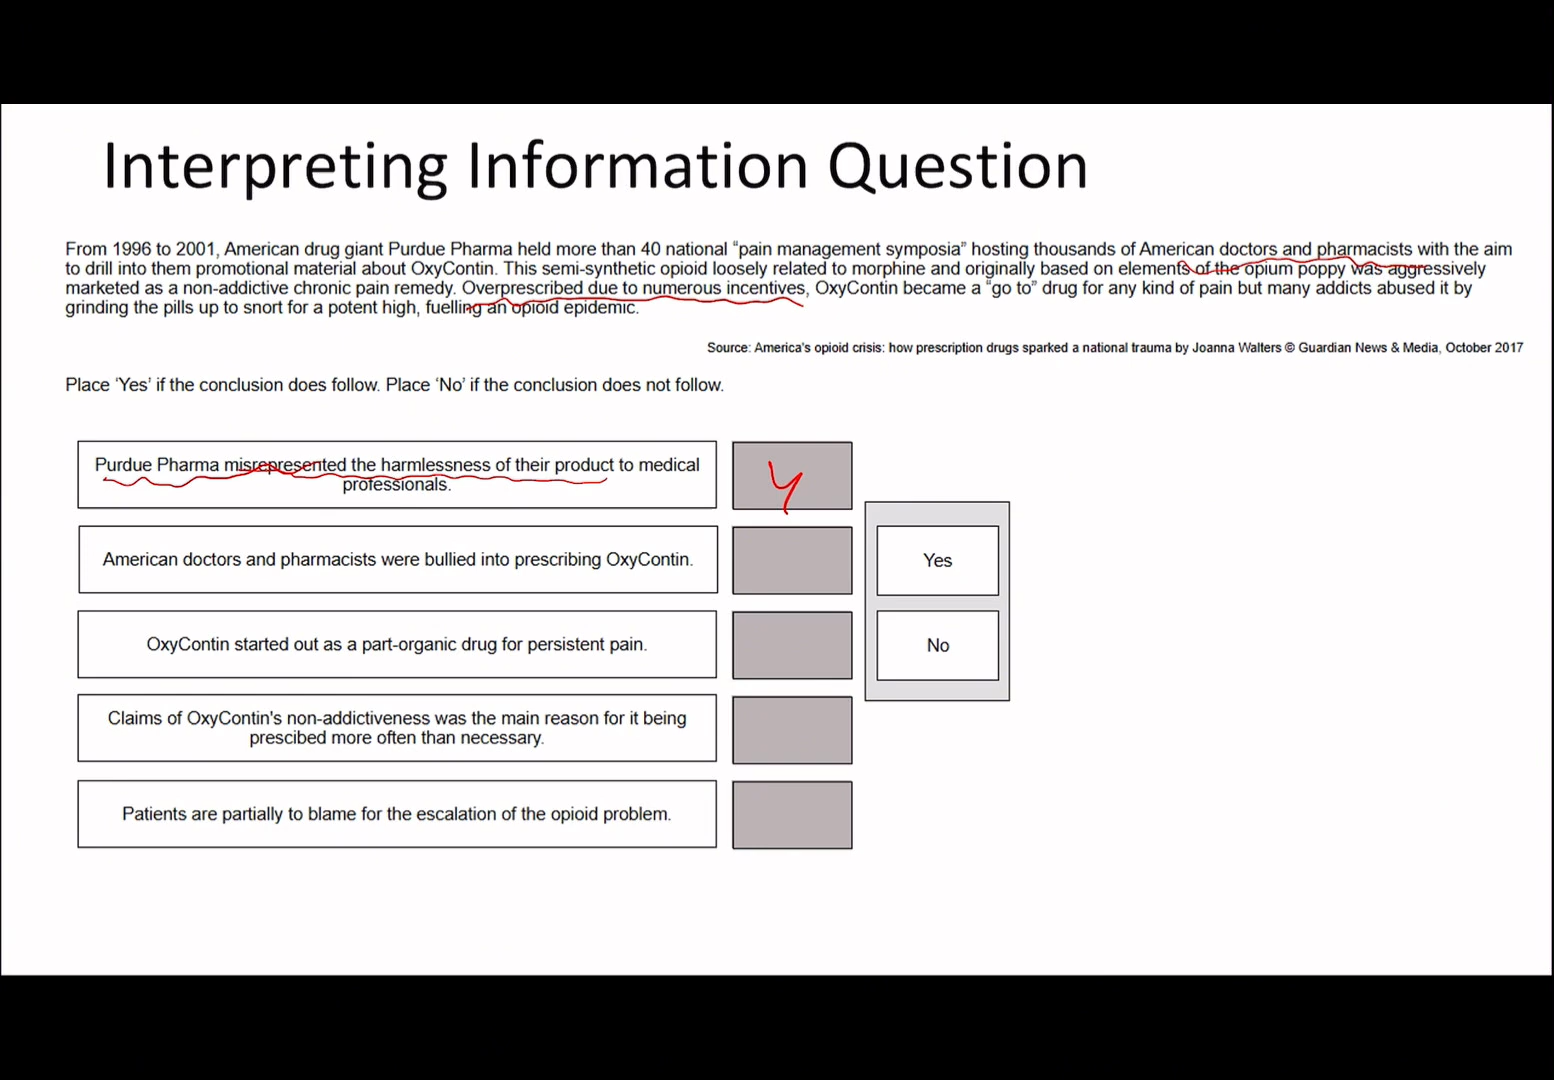 Interpreting Information Question
From 1996 to 2001, American drug giant Purdue Pharma held more than 40 national “pain management symposia” hosting thousands of American doctors and pharmacists with the aim
to drill into them promotional material about OxyContin. This semi-synthetic opioid loosely related to morphine and originally based on elements of the opium poppy was aggressively
marketed as a non-addictive chronic pain remedy. Overprescribed due to numerous incentives, OxyContin became a “go to” drug for any kind of pain but many addicts abused it by
grinding the pills up to snort for a potent high, fuelling an opioid epidemic.
Source: America's opioid crisis: how prescription drugs sparked a national trauma by Joanna Walters © Guardian News & Media, October 2017
Place ‘Yes’ if the conclusion does follow. Place ‘No’ if the conclusion does not follow.
Purdue Pharma misrepresented the harmlessness of their product to medical
professionals.
Y
American doctors and pharmacists were bullied into prescribing OxyContin.
Yes
OxyContin started out as a part-organic drug for persistent pain.
No
Claims of OxyContin's non-addictiveness was the main reason for it being
prescibed more often than necessary.
Patients are partially to blame for the escalation of the opioid problem.